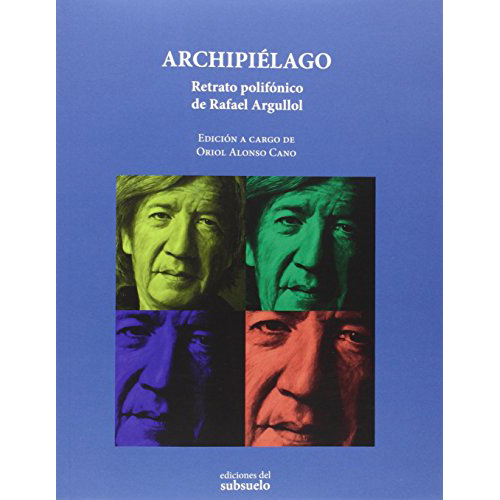 ARCHIPIÉLAGO
Retrato polifónico
de Rafael Argullol
EDICIÓN A CARGO DE
ORIOL ALONSO CANO
ediciones del
subsuelo